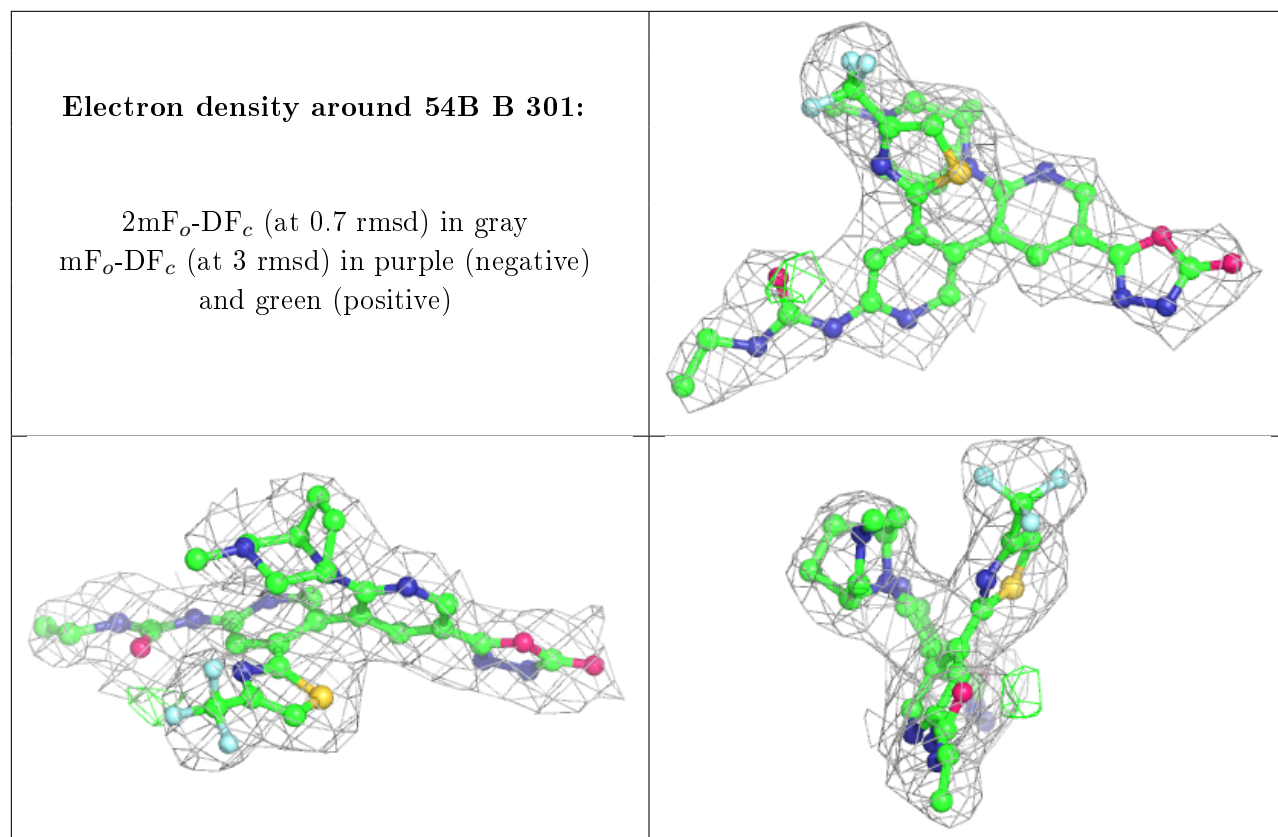 Electron density around 54B B 301:
2mFₒ-DF𝑐 (at 0.7 rmsd) in gray
mFₒ-DF𝑐 (at 3 rmsd) in purple (negative)
and green (positive)